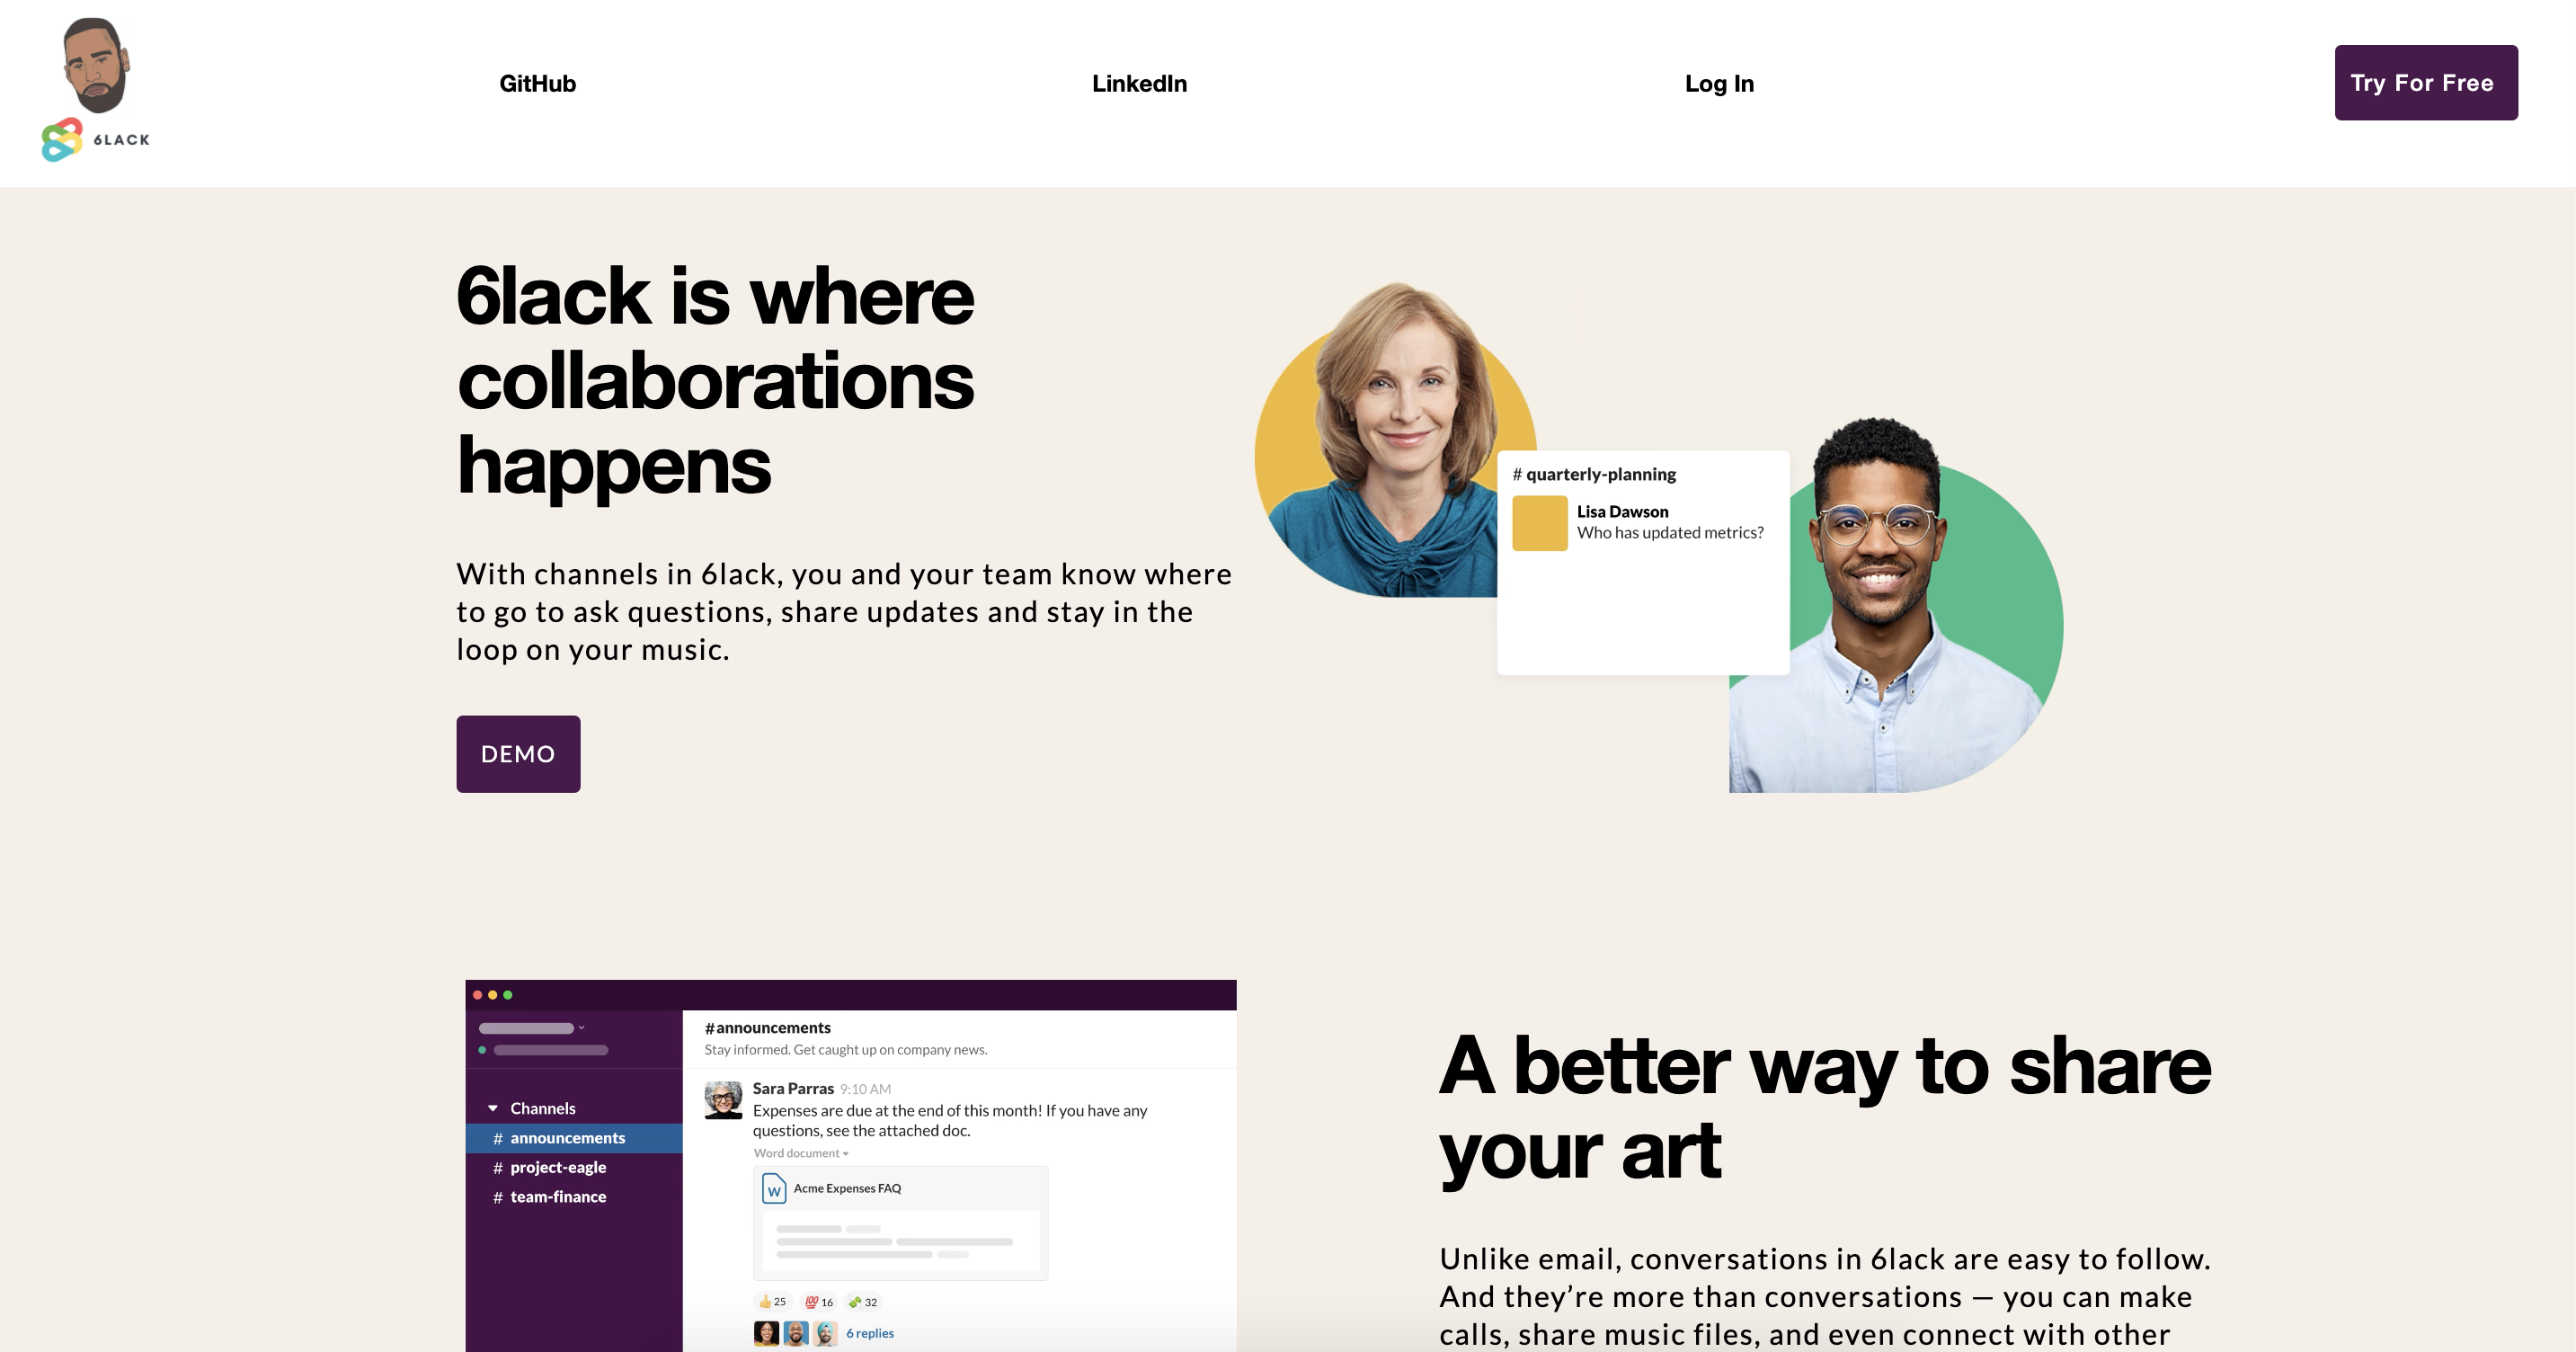 6LACK
GitHub
LinkedIn
Log In
Try For Free
6lack is where
collaborations
happens
With channels in 6lack, you and your team know where
to go to ask questions, share updates and stay in the
loop on your music.
DEMO
# quarterly-planning
Lisa Dawson
Who has updated metrics?
#announcements
Stay informed. Get caught up on company news.
Channels
# announcements
# project-eagle
# team-finance
Sara Parras 9:10 AM
Expenses are due at the end of this month! If you have any
questions, see the attached doc.
Word document
W Acme Expenses FAQ
👍 25 💯 16 💸 32
6 replies
A better way to share
your art
Unlike email, conversations in 6lack are easy to follow.
And they’re more than conversations — you can make
calls, share music files, and even connect with other